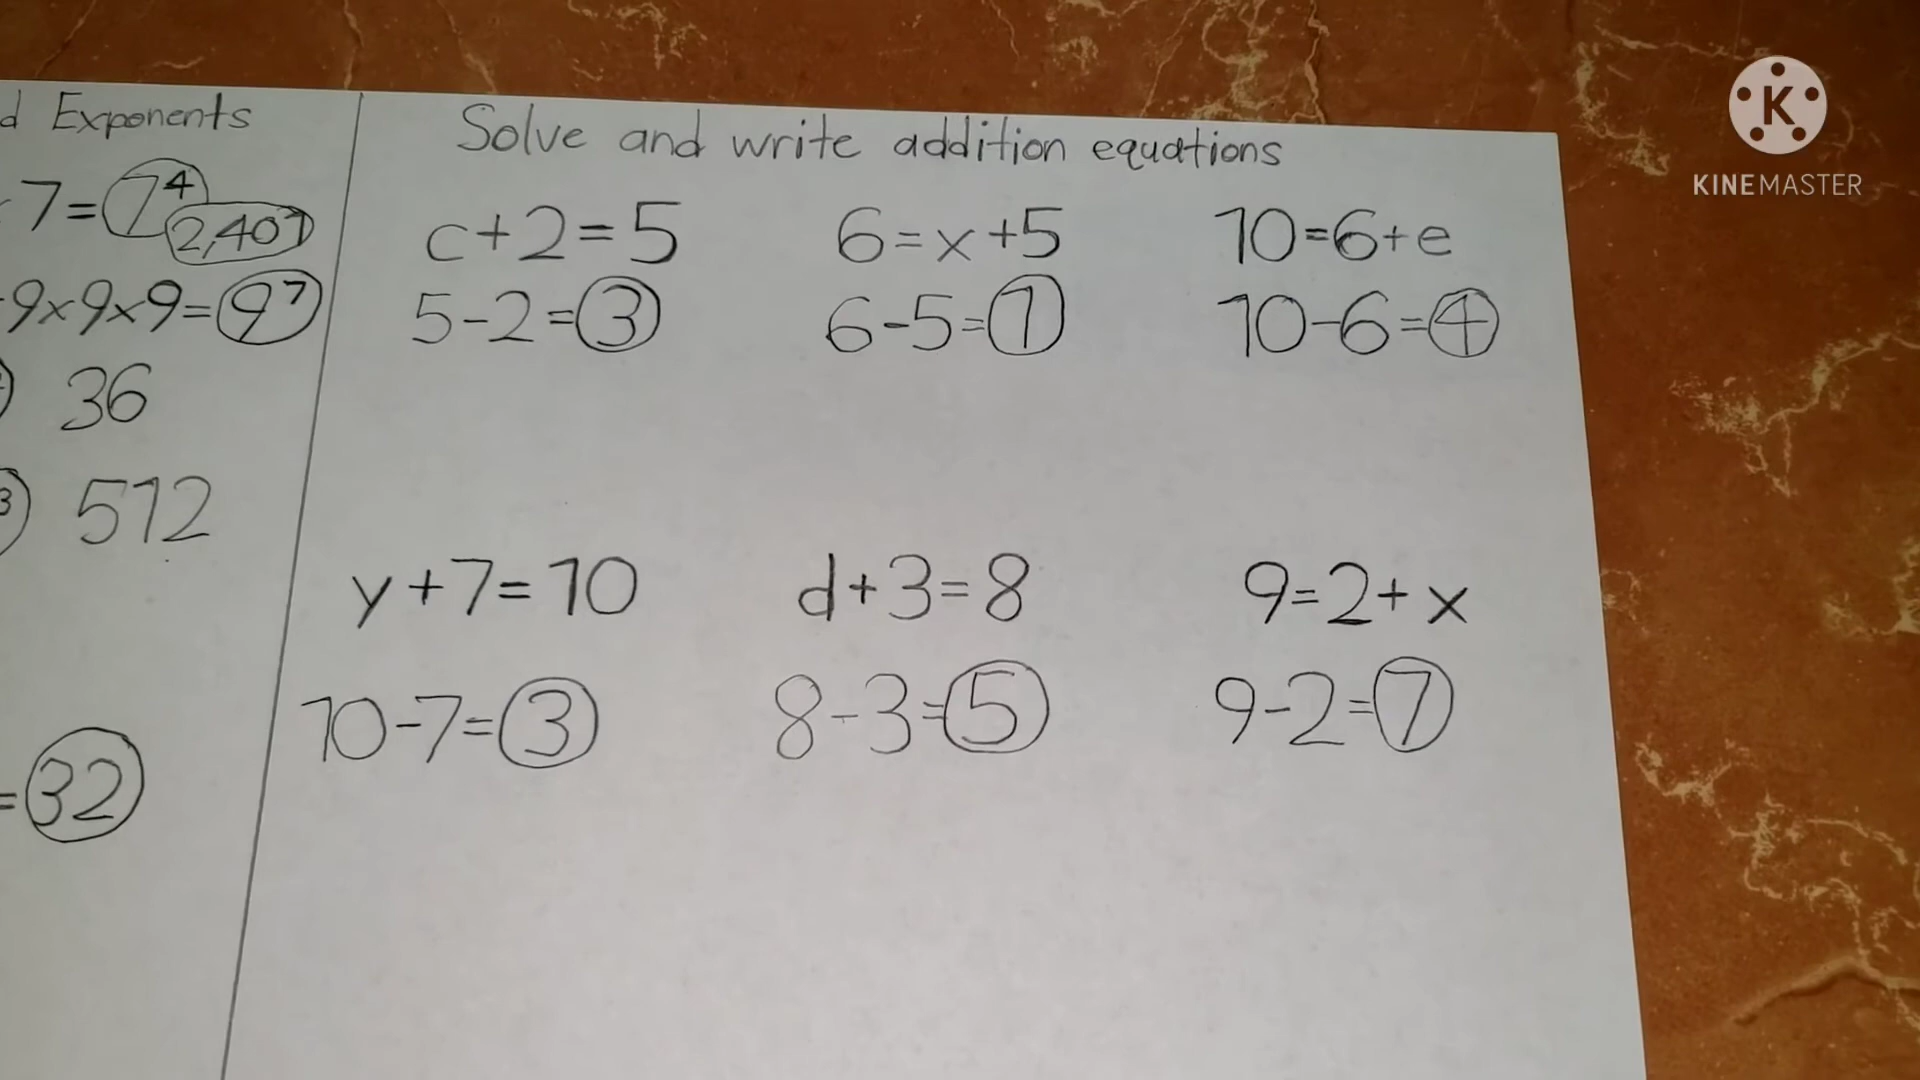 d Exponents
7=7⁴
2,401
9×9×9=9⁷
36
3 512
=32
Solve and write addition equations
c+2=5 6=x+5 10=6+e
5-2=3 6-5=1 10-6=4
y+7=10 d+3=8 9=2+x
10-7=3 8-3=5 9-2=7
K
KINEMASTER